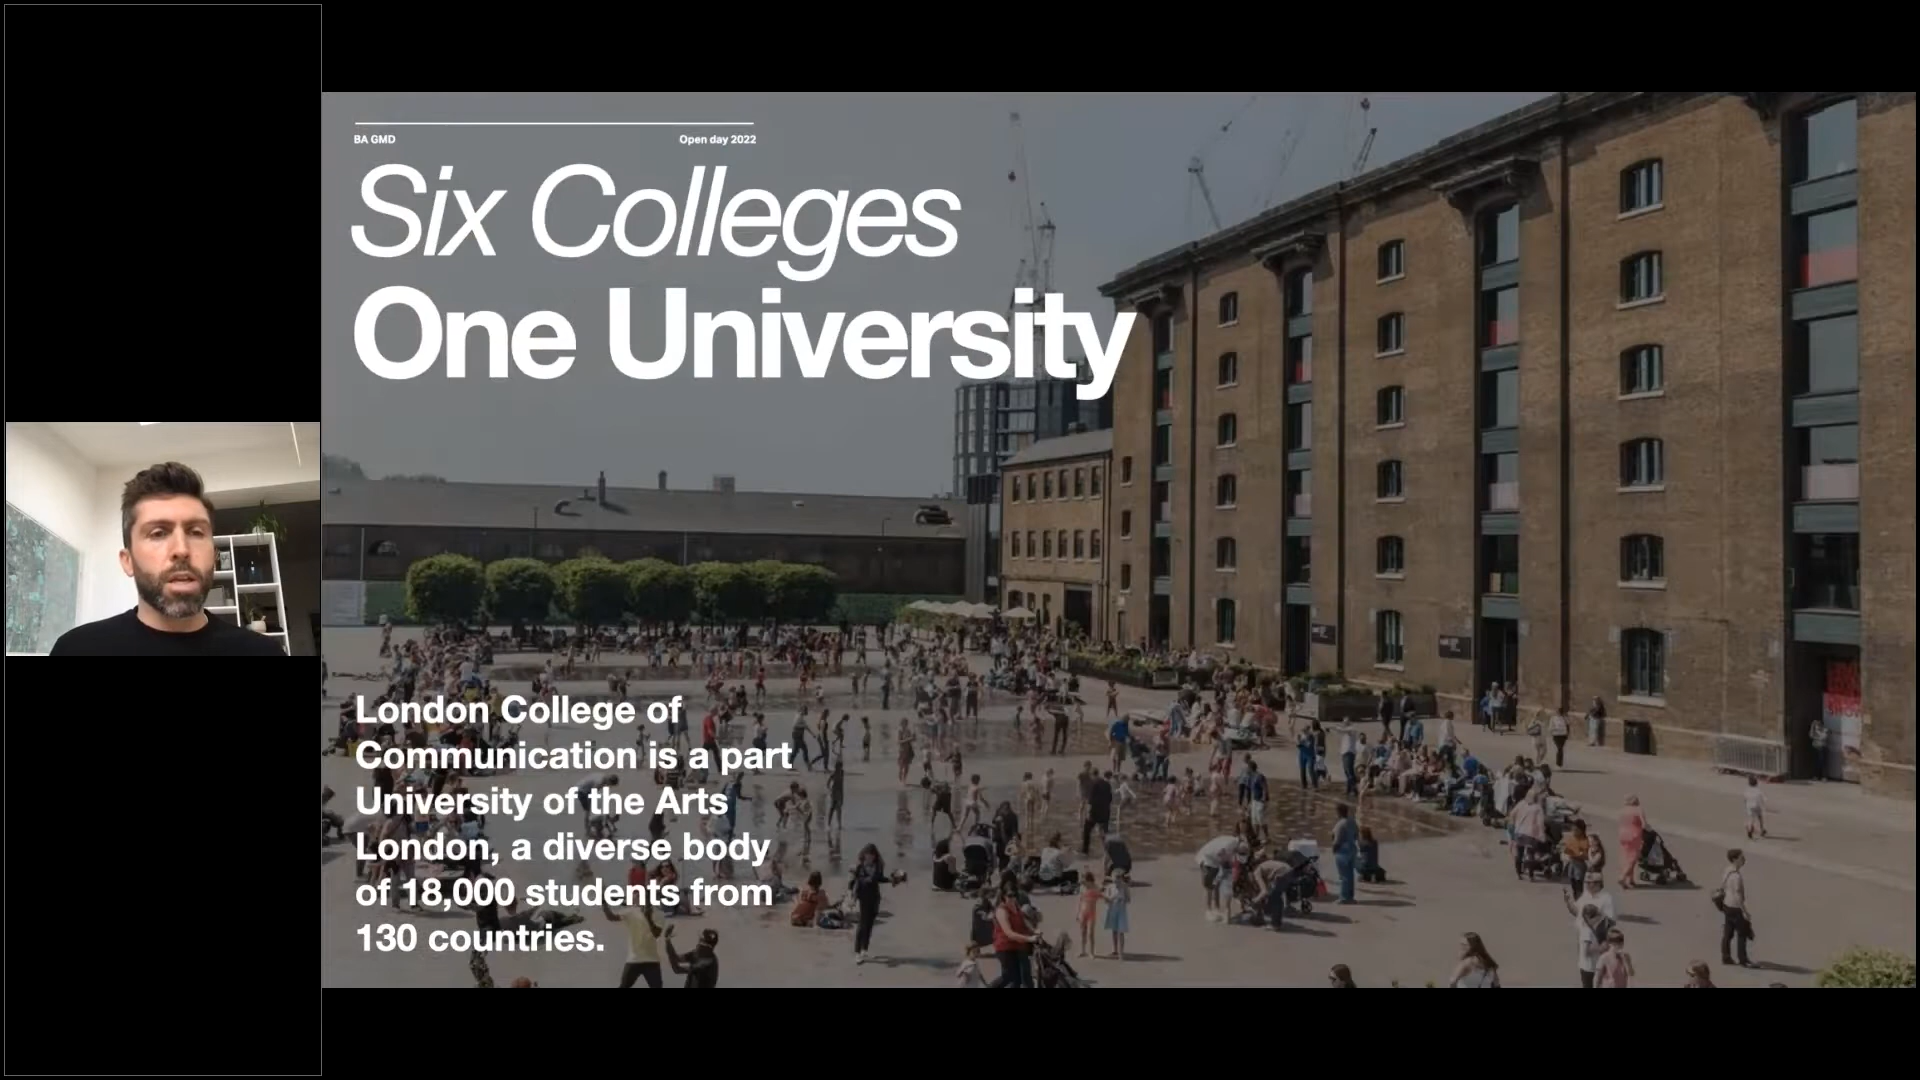 BA GMD
Open day 2022
Six Colleges
One University
London College of
Communication is a part
University of the Arts
London, a diverse body
of 18,000 students from
130 countries.